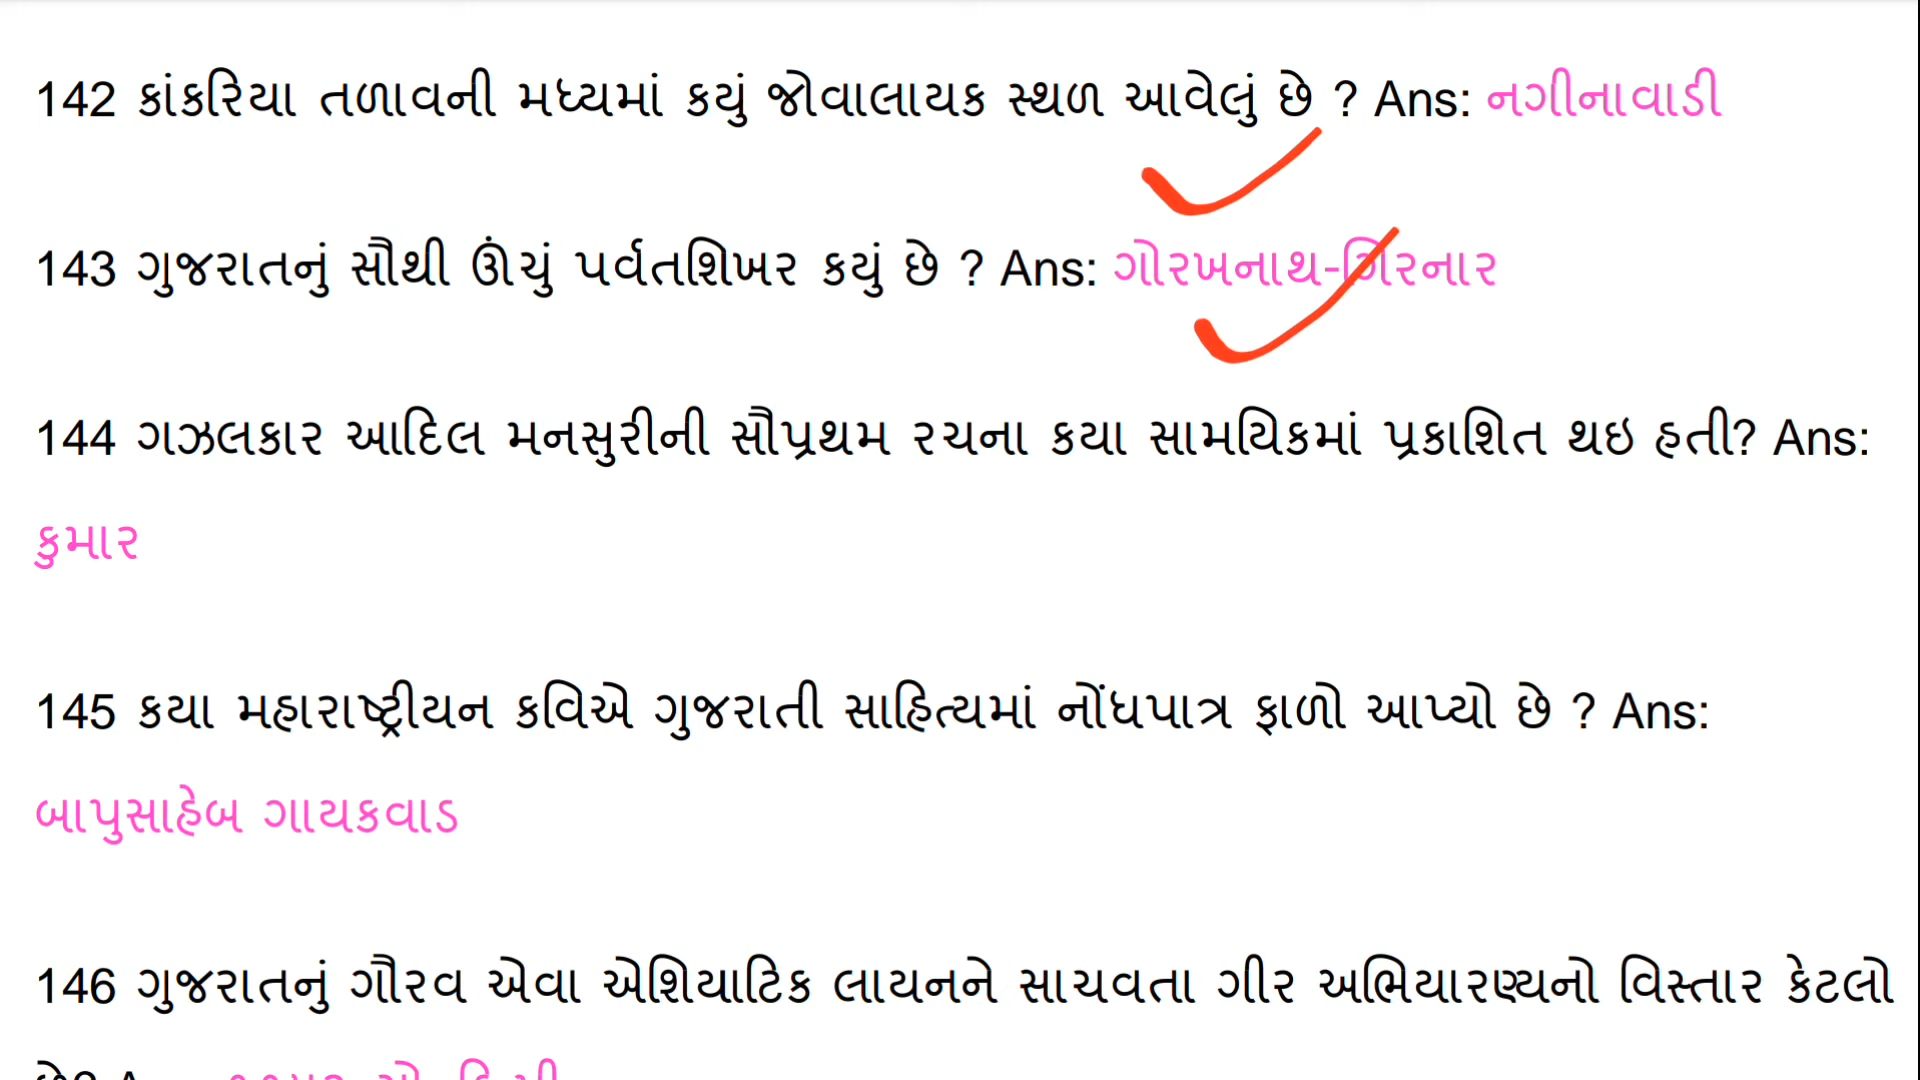 142 કાંકરિયા તળાવની મધ્યમાં કયું જોવાલાયક સ્થળ આવેલું છે ? Ans: નગીનાવાડી
143 ગુજરાતનું સૌથી ઊંચું પર્વતશિખર કયું છે ? Ans: ગોરખનાથ-ગિરનાર
144 ગઝલકાર આદિલ મનસુરીની સૌપ્રથમ રચના કયા સામયિકમાં પ્રકાશિત થઇ હતી? Ans:
કુમાર
145 કયા મહારાષ્ટ્રીયન કવિએ ગુજરાતી સાહિત્યમાં નોંધપાત્ર ફાળો આપ્યો છે ? Ans:
બાપુસાહેબ ગાયકવાડ
146 ગુજરાતનું ગૌરવ એવા એશિયાટિક લાયનને સાચવતા ગીર અભિયારણ્યનો વિસ્તાર કેટલો